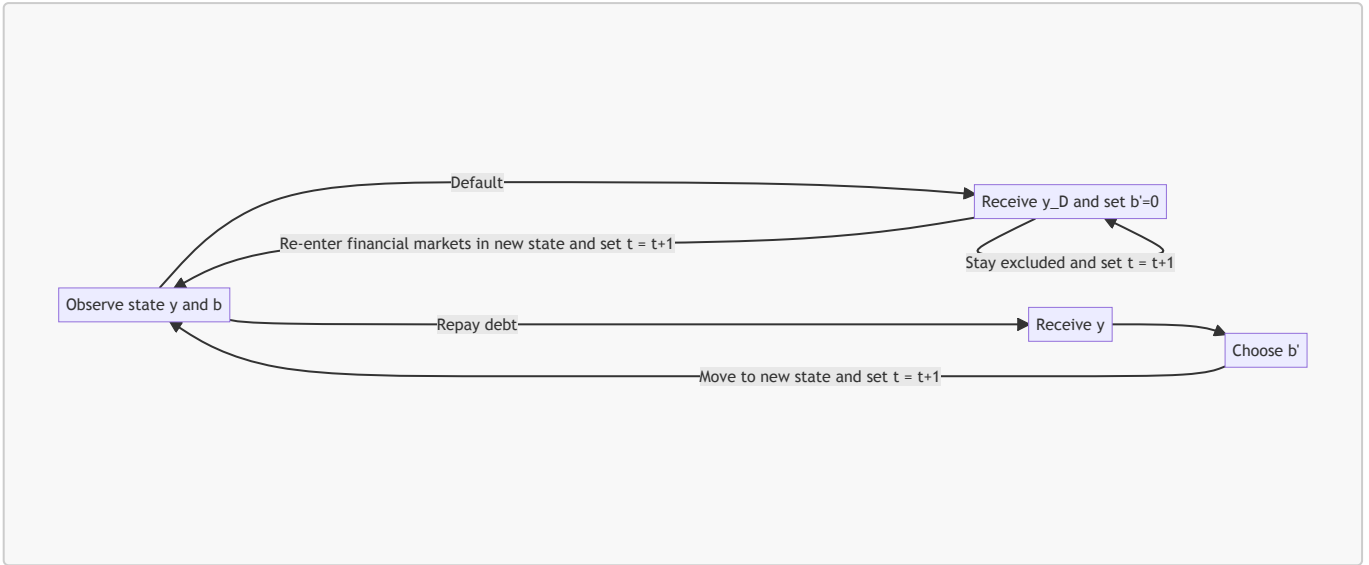 Default
Receive y_D and set b'=0
Re-enter financial markets in new state and set t = t+1
Stay excluded and set t = t+1
Observe state y and b
Repay debt
Receive y
Choose b'
Move to new state and set t = t+1